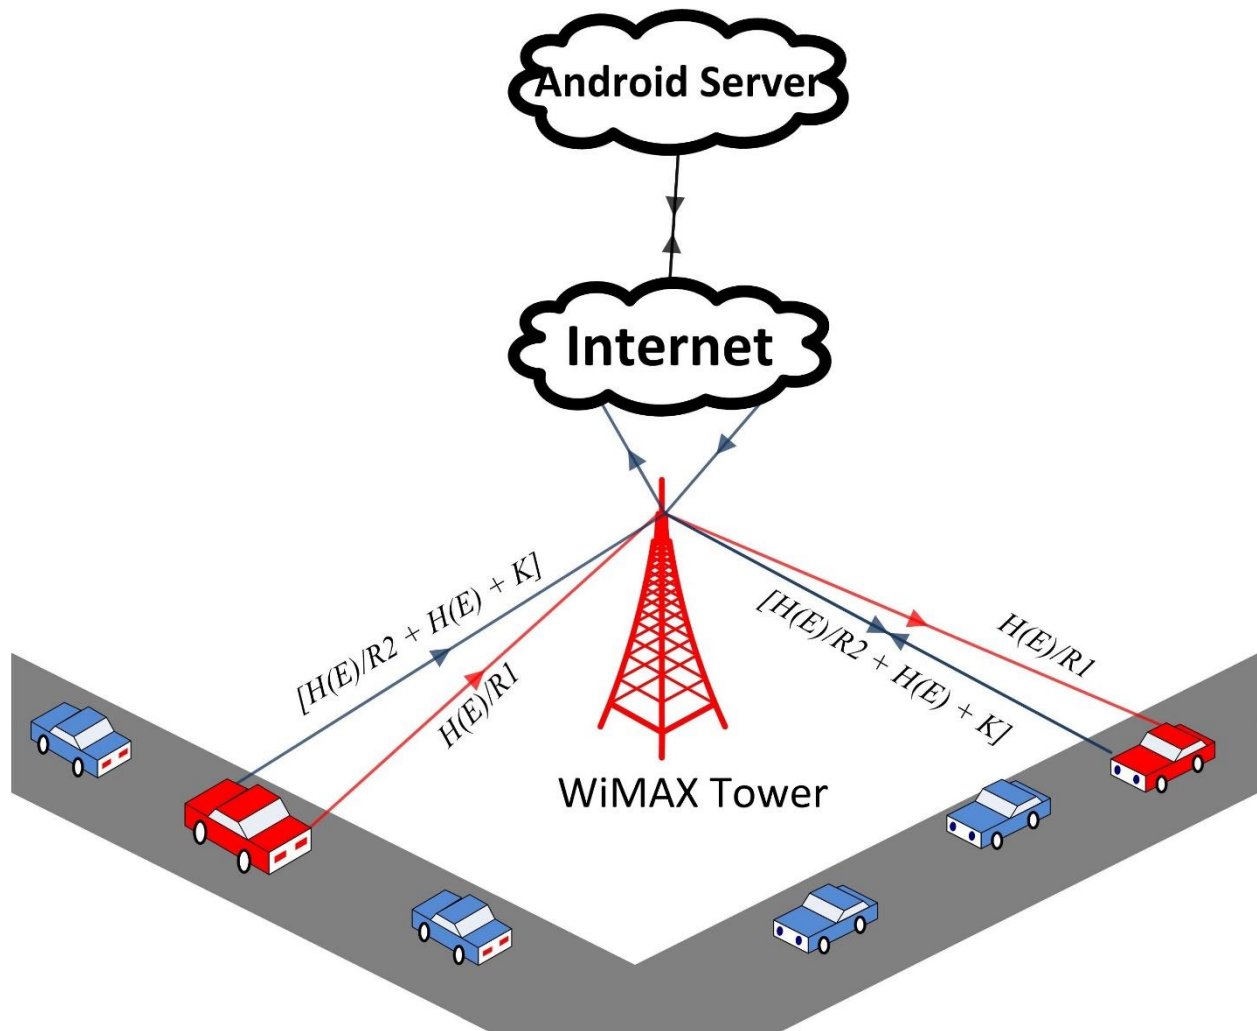 Android Server
Internet
[H(E)/R2 + H(E) + K]
H(E)/R1
[H(E)/R2 + H(E) + K]
H(E)/R1
WiMAX Tower